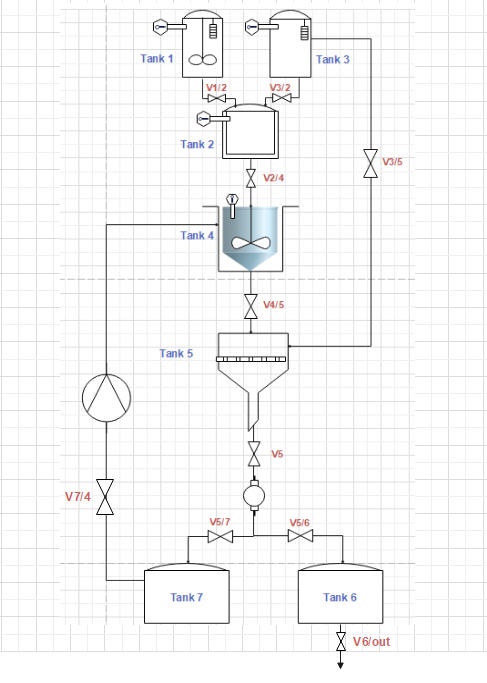 Tank 1
Tank 3
V1/2
V3/2
Tank 2
V3/5
V2/4
Tank 4
V4/5
Tank 5
V5
V7/4
V5/7
V5/6
Tank 7
Tank 6
V6/out